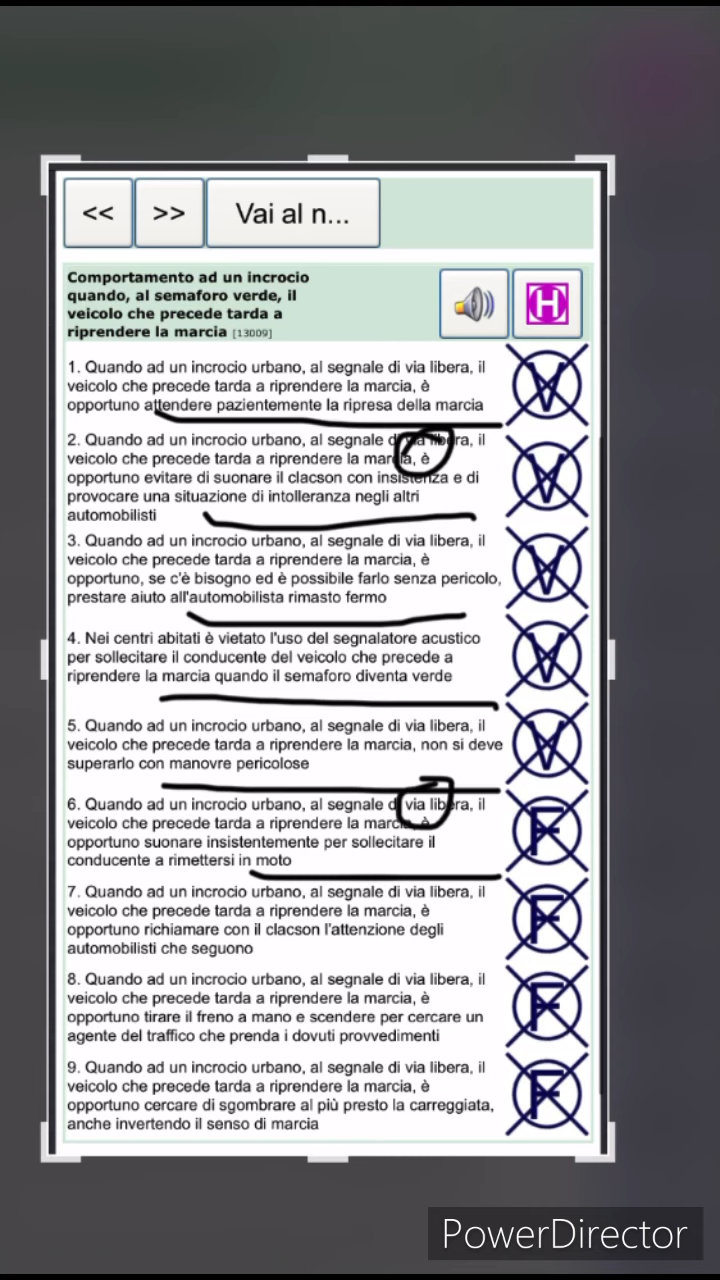 << >> Vai al n...
Comportamento ad un incrocio
quando, al semaforo verde, il
veicolo che precede tarda a
riprendere la marcia [13009]
H
1. Quando ad un incrocio urbano, al segnale di via libera, il
veicolo che precede tarda a riprendere la marcia, è
opportuno attendere pazientemente la ripresa della marcia
V
2. Quando ad un incrocio urbano, al segnale di via libera, il
veicolo che precede tarda a riprendere la marcia, è
opportuno evitare di suonare il clacson con insistenza e di
provocare una situazione di intolleranza negli altri
automobilisti
V
3. Quando ad un incrocio urbano, al segnale di via libera, il
veicolo che precede tarda a riprendere la marcia, è
opportuno, se c'è bisogno ed è possibile farlo senza pericolo,
prestare aiuto all'automobilista rimasto fermo
V
4. Nei centri abitati è vietato l'uso del segnalatore acustico
per sollecitare il conducente del veicolo che precede a
riprendere la marcia quando il semaforo diventa verde
V
5. Quando ad un incrocio urbano, al segnale di via libera, il
veicolo che precede tarda a riprendere la marcia, non si deve
superarlo con manovre pericolose
V
6. Quando ad un incrocio urbano, al segnale di via libera, il
veicolo che precede tarda a riprendere la marcia, è
opportuno suonare insistentemente per sollecitare il
conducente a rimettersi in moto
F
7. Quando ad un incrocio urbano, al segnale di via libera, il
veicolo che precede tarda a riprendere la marcia, è
opportuno richiamare con il clacson l'attenzione degli
automobilisti che seguono
F
8. Quando ad un incrocio urbano, al segnale di via libera, il
veicolo che precede tarda a riprendere la marcia, è
opportuno tirare il freno a mano e scendere per cercare un
agente del traffico che prenda i dovuti provvedimenti
F
9. Quando ad un incrocio urbano, al segnale di via libera, il
veicolo che precede tarda a riprendere la marcia, è
opportuno cercare di sgombrare al più presto la carreggiata,
anche invertendo il senso di marcia
F
PowerDirector